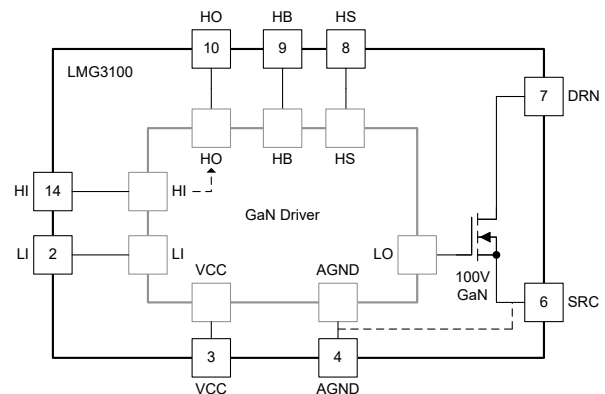 HO HB HS
10 9 8
LMG3100
7 DRN
HO HB HS
HI 14 HI
GaN Driver
LI 2 LI
LO
VCC AGND
100V
GaN
6 SRC
3 4
VCC AGND